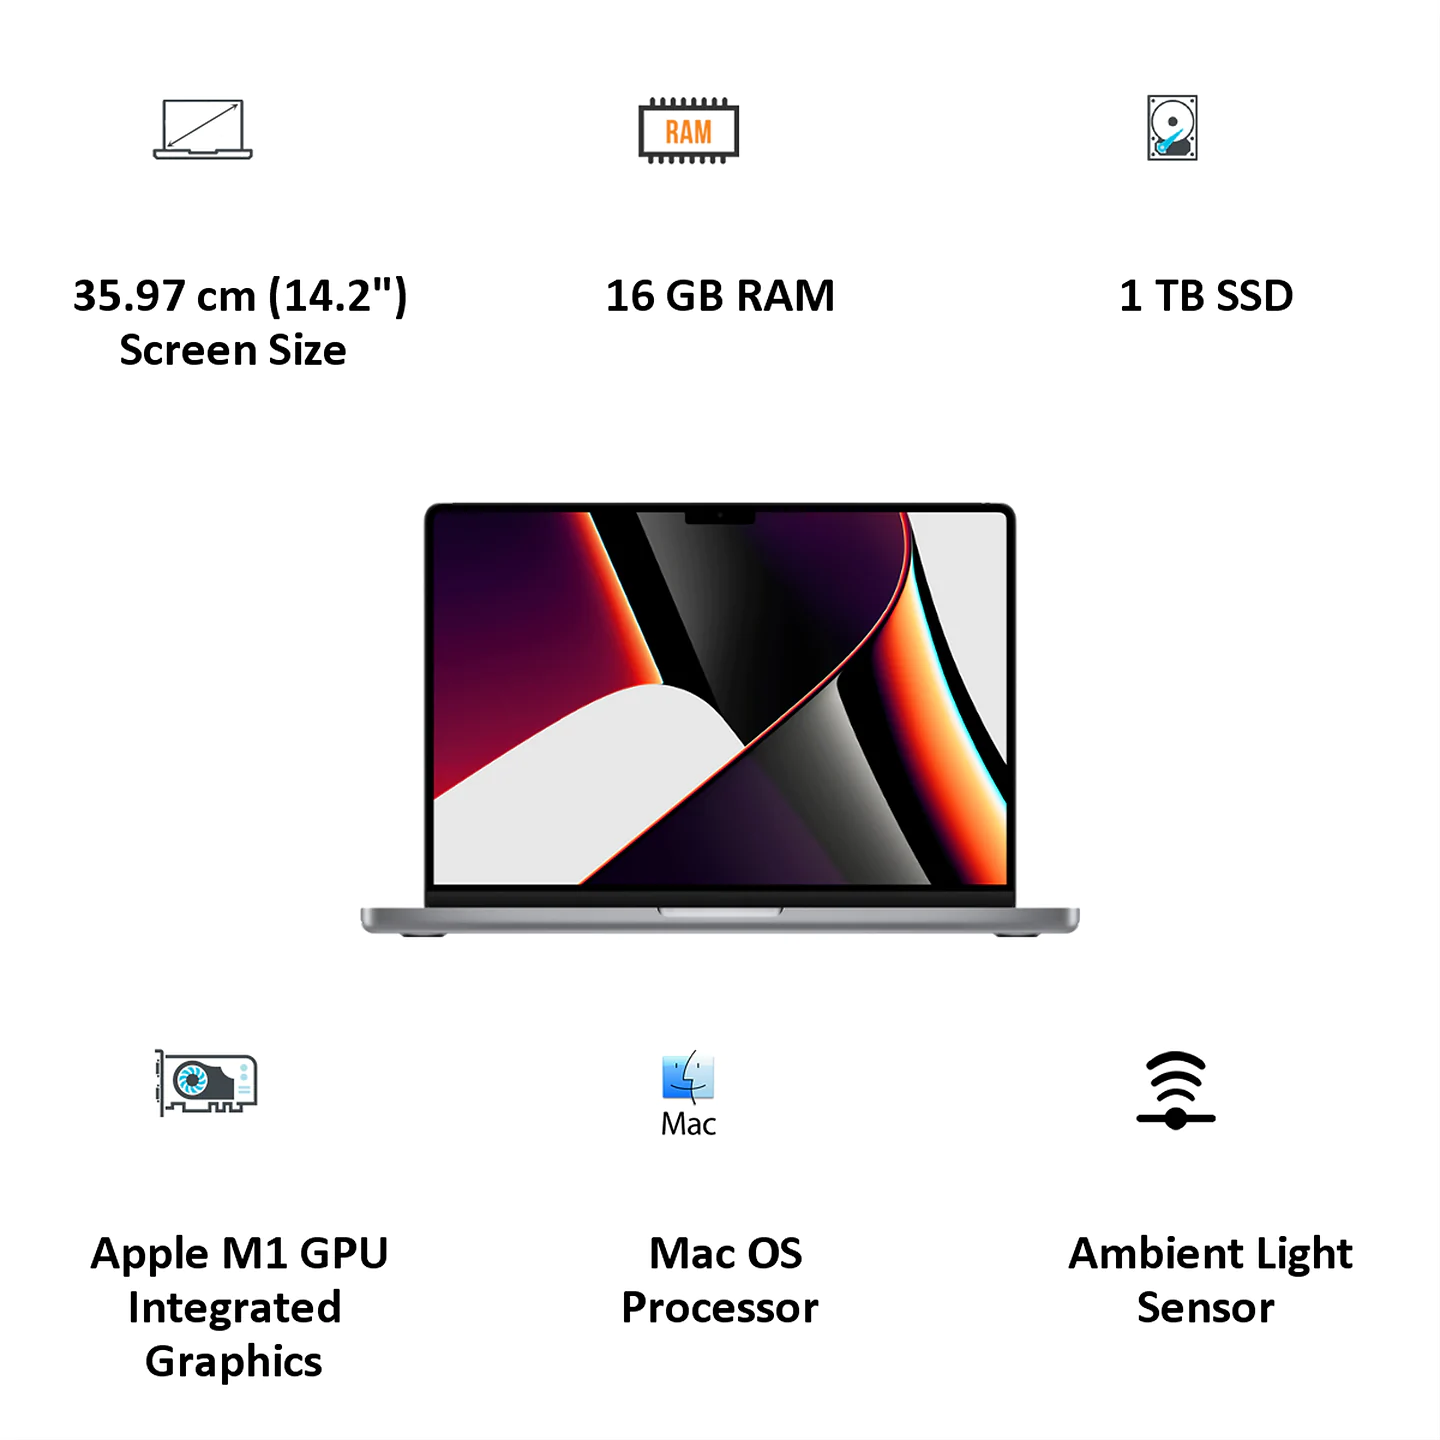 RAM
35.97 cm (14.2")
Screen Size
16 GB RAM
1 TB SSD
Mac
Apple M1 GPU
Integrated
Graphics
Mac OS
Processor
Ambient Light
Sensor